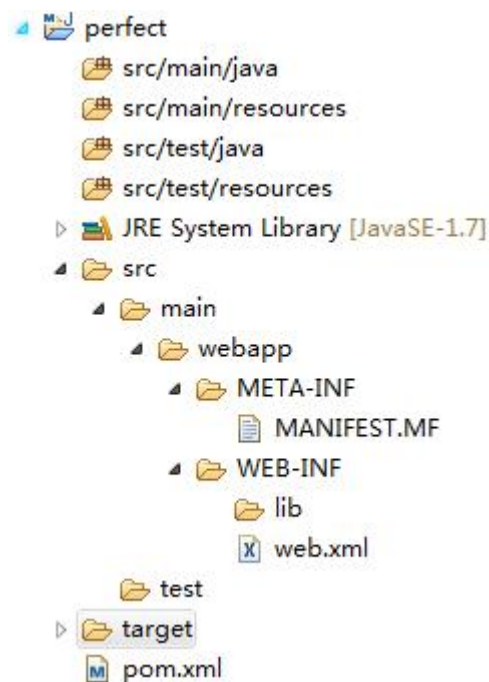 perfect
src/main/java
src/main/resources
src/test/java
src/test/resources
JRE System Library [JavaSE-1.7]
src
main
webapp
META-INF
MANIFEST.MF
WEB-INF
lib
web.xml
test
target
pom.xml